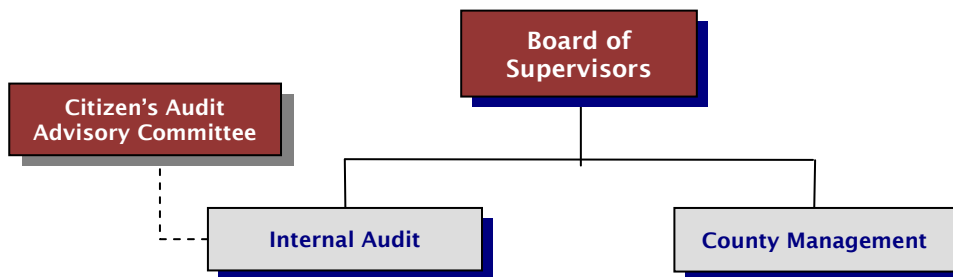 Board of
Supervisors
Citizen’s Audit
Advisory Committee
Internal Audit
County Management